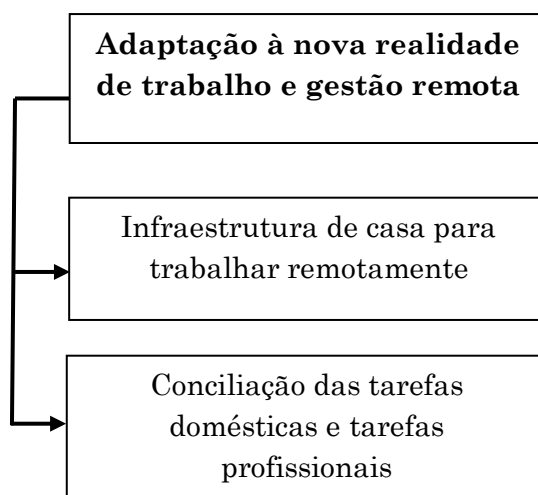 Adaptação à nova realidade
de trabalho e gestão remota
Infraestrutura de casa para
trabalhar remotamente
Conciliação das tarefas
domésticas e tarefas
profissionais